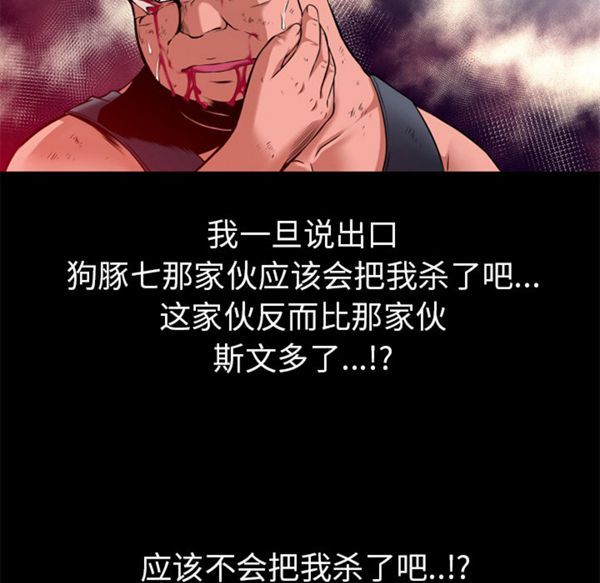 我一旦说出口
狗豚七那家伙应该会把我杀了吧...
这家伙反而比那家伙
斯文多了...!?
应该不会把我杀了吧..!?